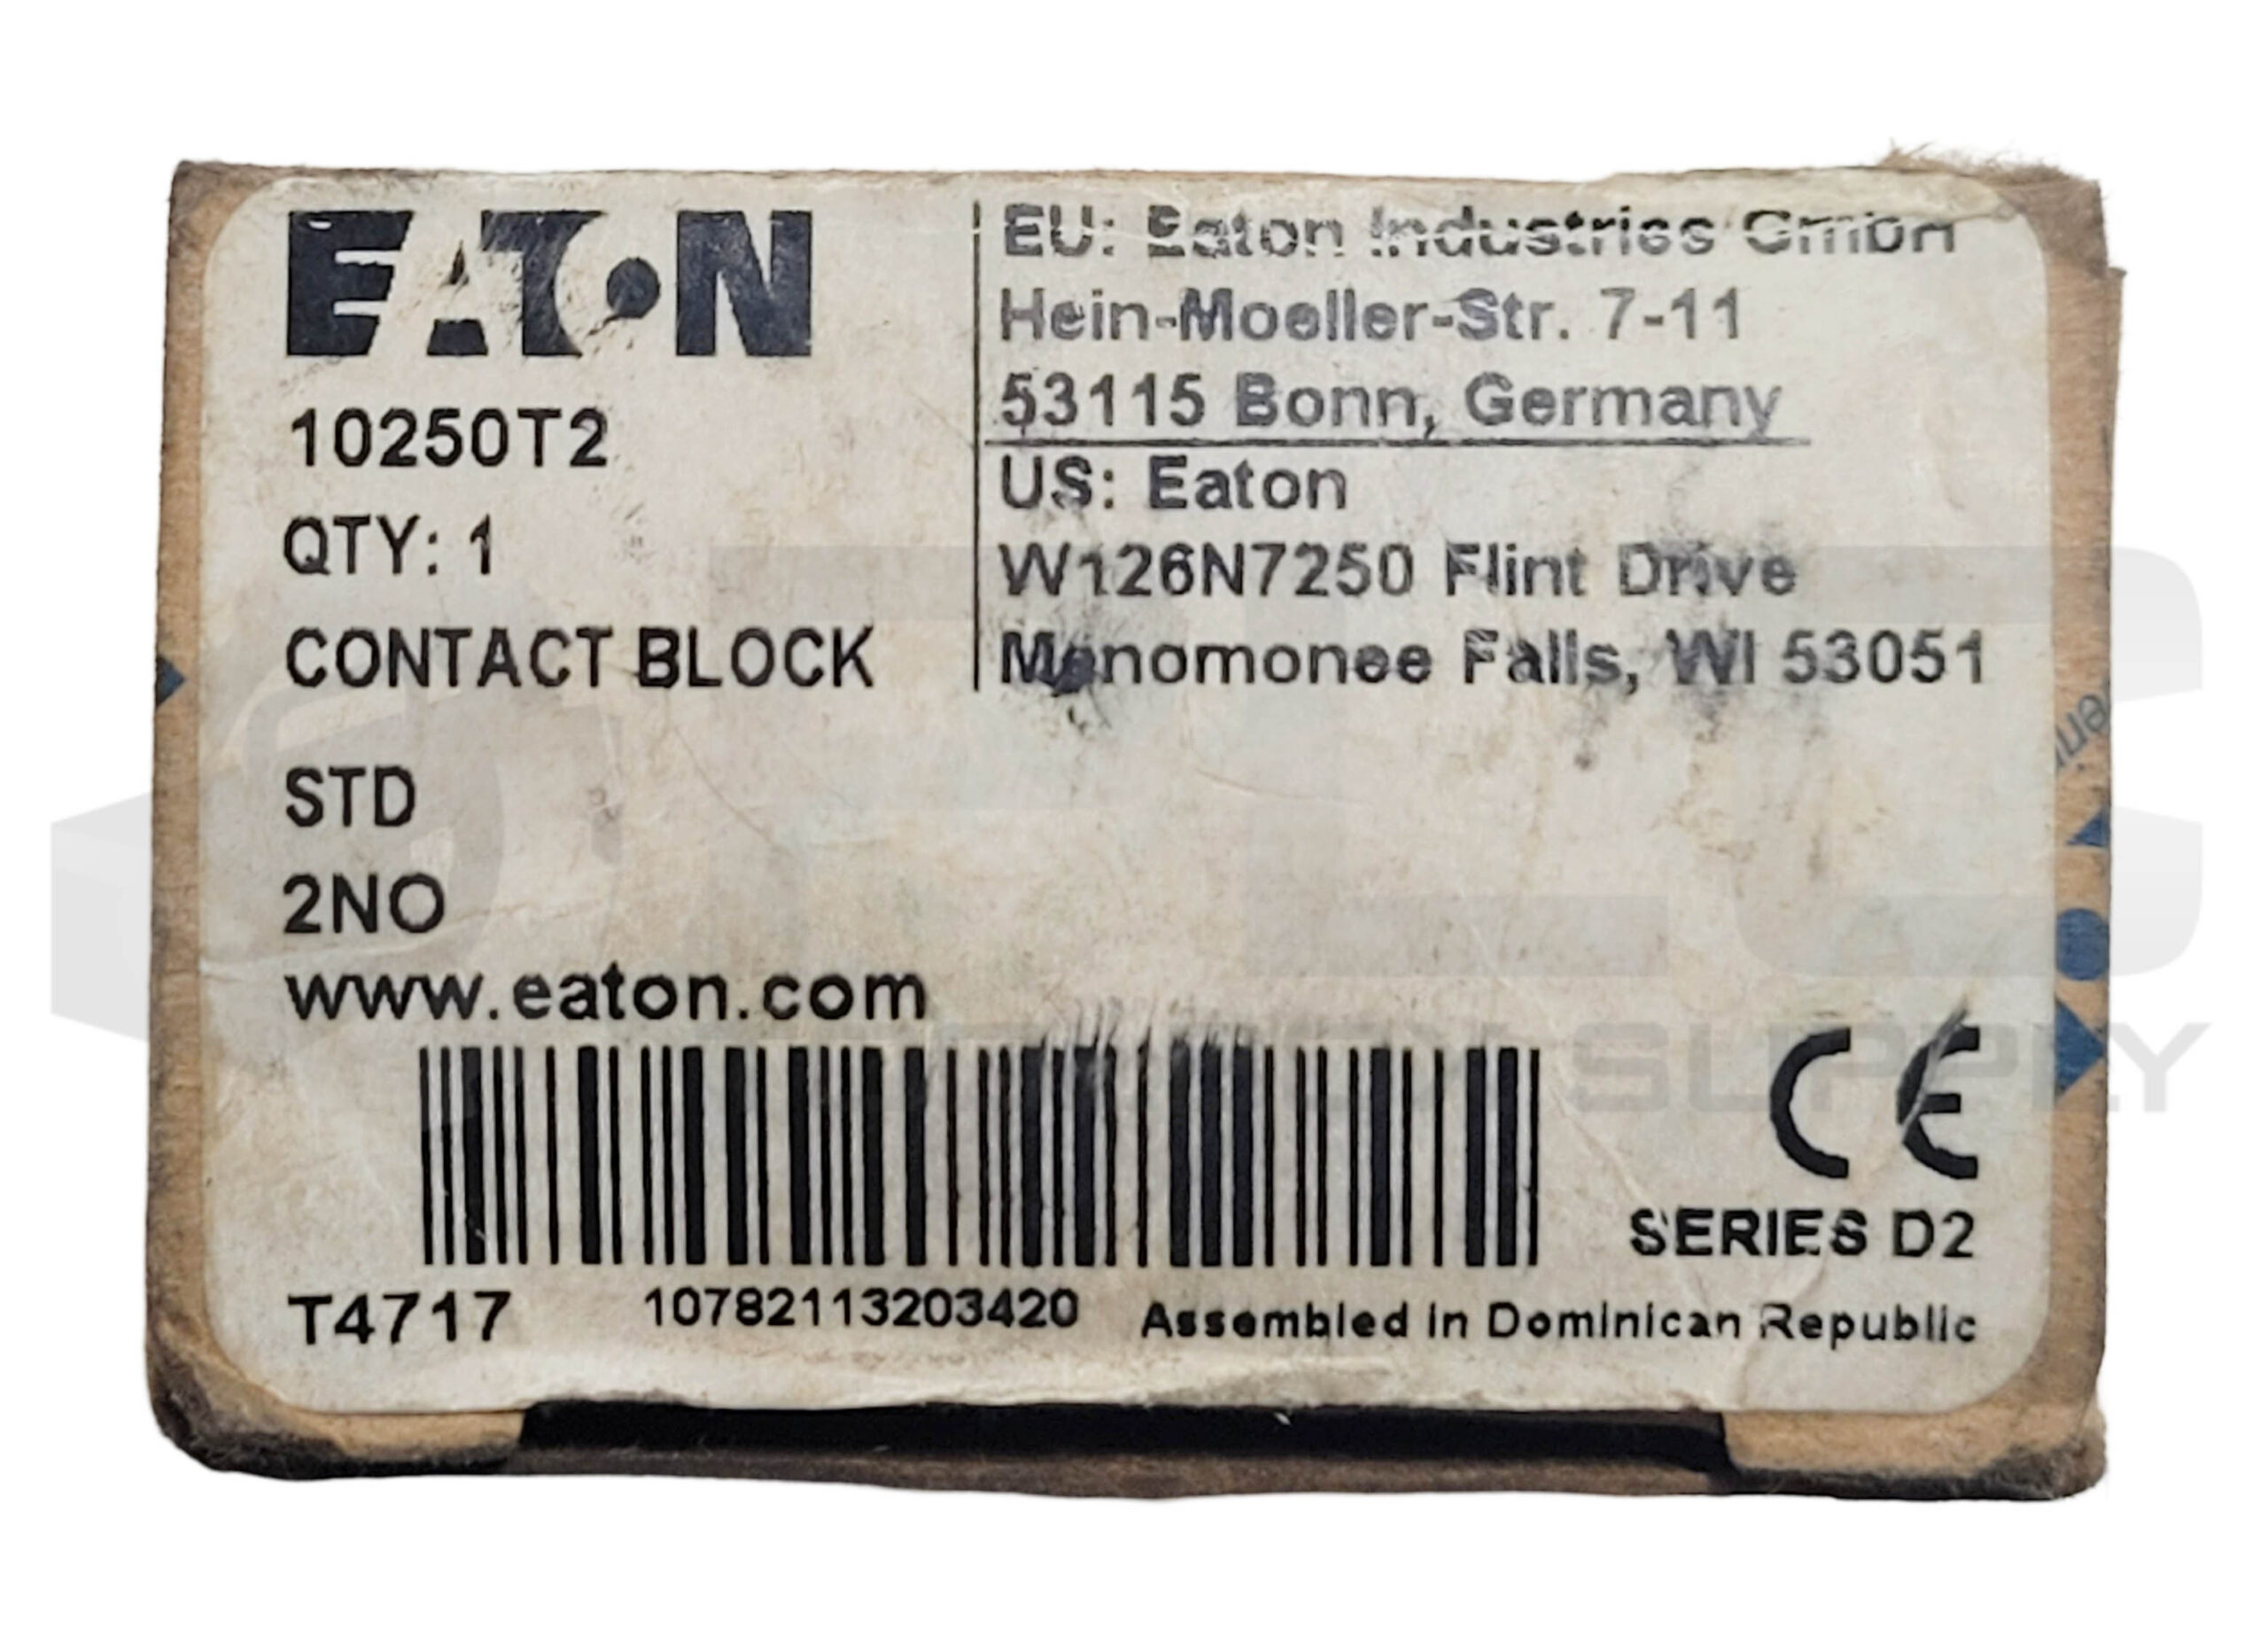 EATON
10250T2
QTY: 1
CONTACT BLOCK
STD
2NO
www.eaton.com
EU: Eaton Industries GmbH
Hein-Moeller-Str. 7-11
53115 Bonn, Germany
US: Eaton
W126N7250 Flint Drive
Menomonee Falls, WI 53051
CE
SERIES D2
T4717
10782113203420
Assembled in Dominican Republic
SUPPLY